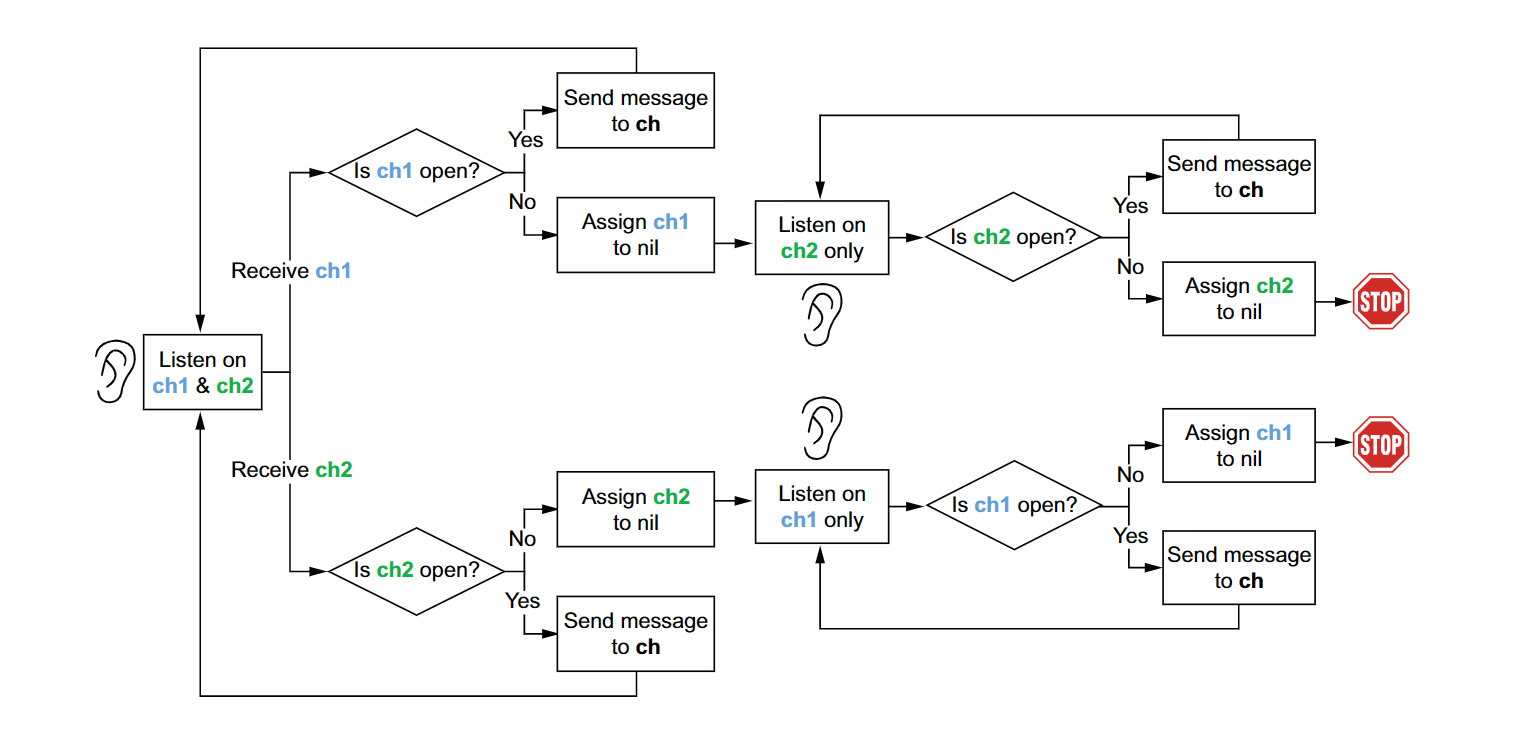 Send message
to ch
Is ch1 open?
Yes
No
Assign ch1
to nil
Receive ch1
Listen on
ch1 & ch2
Receive ch2
Is ch2 open?
No
Yes
Assign ch2
to nil
Send message
to ch
Listen on
ch2 only
Is ch2 open?
Yes
No
Send message
to ch
Assign ch2
to nil
STOP
Listen on
ch1 only
Is ch1 open?
No
Yes
Assign ch1
to nil
STOP
Send message
to ch